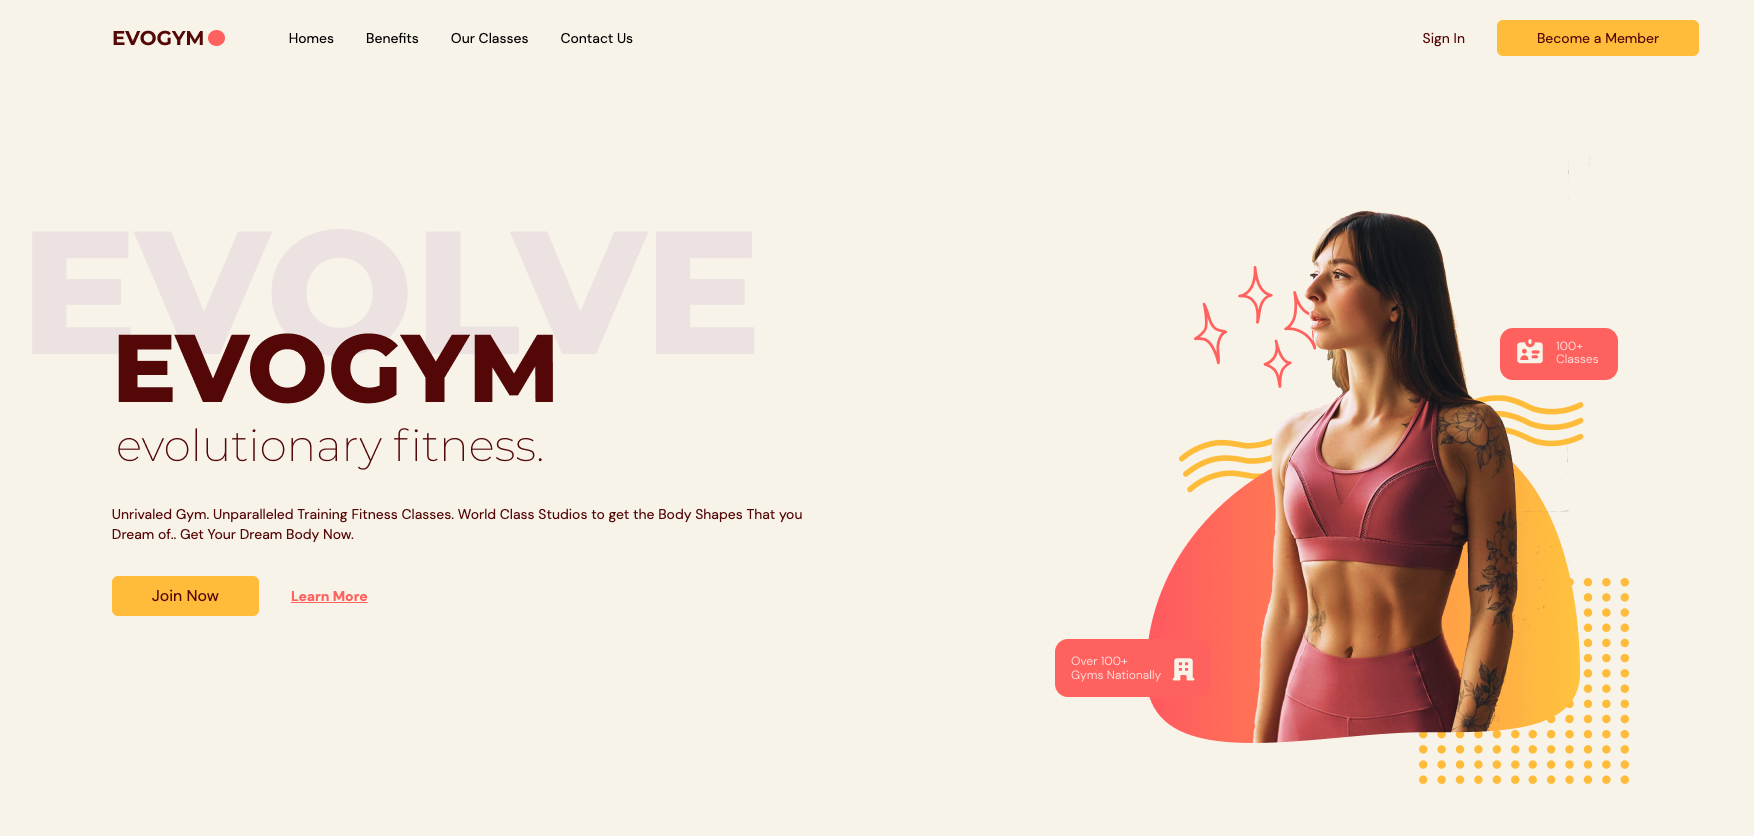 EVOGYM
Homes
Benefits
Our Classes
Contact Us
Sign In
Become a Member
EVOLVE
EVOGYM
evolutionary fitness.
Unrivaled Gym. Unparalleled Training Fitness Classes. World Class Studios to get the Body Shapes That you
Dream of.. Get Your Dream Body Now.
Join Now
Learn More
100+
Classes
Over 100+
Gyms Nationally